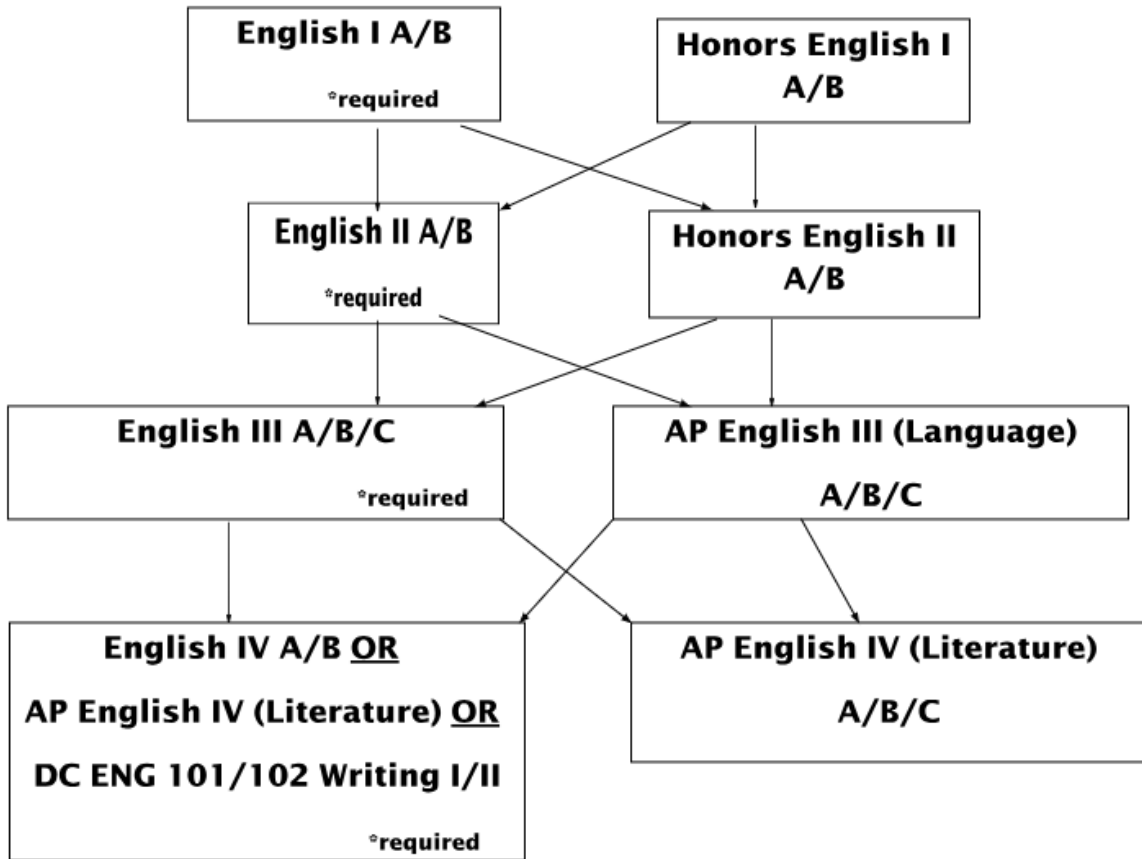 English I A/B
*required
Honors English I
A/B
English II A/B
*required
Honors English II
A/B
English III A/B/C
*required
AP English III (Language)
A/B/C
English IV A/B OR
AP English IV (Literature) OR
DC ENG 101/102 Writing I/II
*required
AP English IV (Literature)
A/B/C